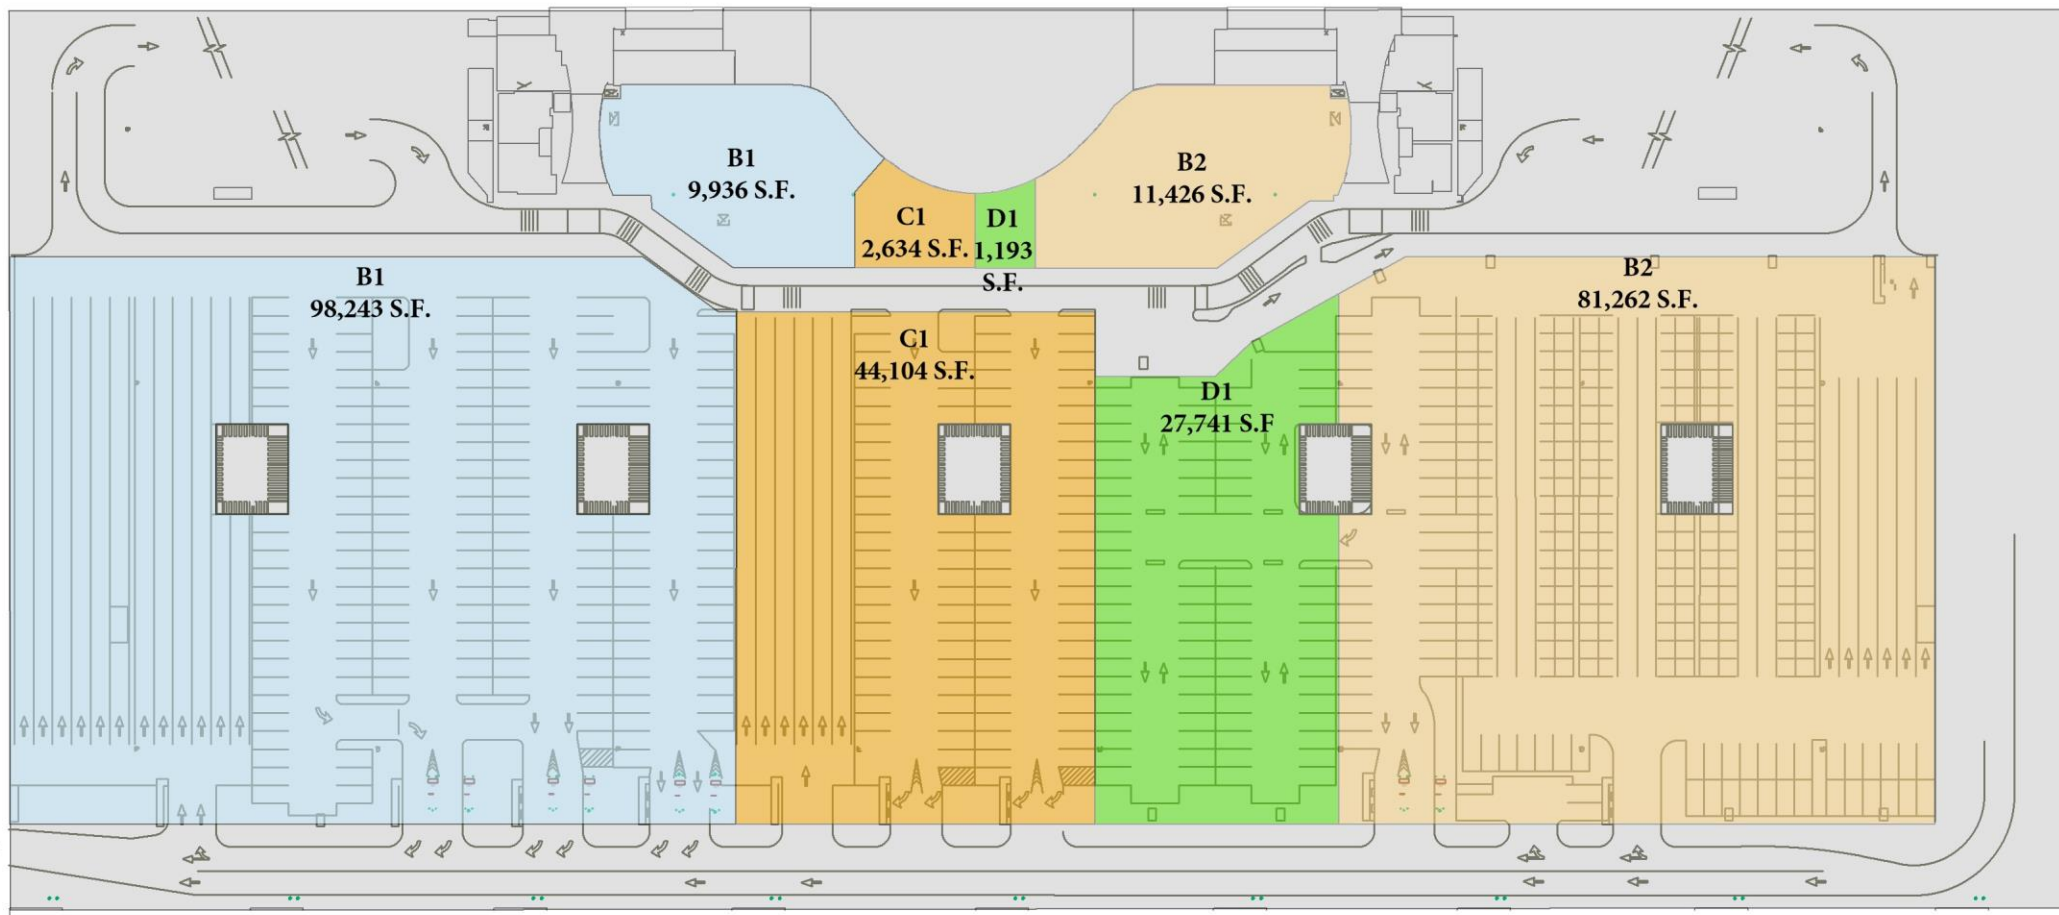 B1
9,936 S.F.
C1
2,634 S.F.
D1
1,193
S.F.
B2
11,426 S.F.
B1
98,243 S.F.
C1
44,104 S.F.
D1
27,741 S.F
B2
81,262 S.F.